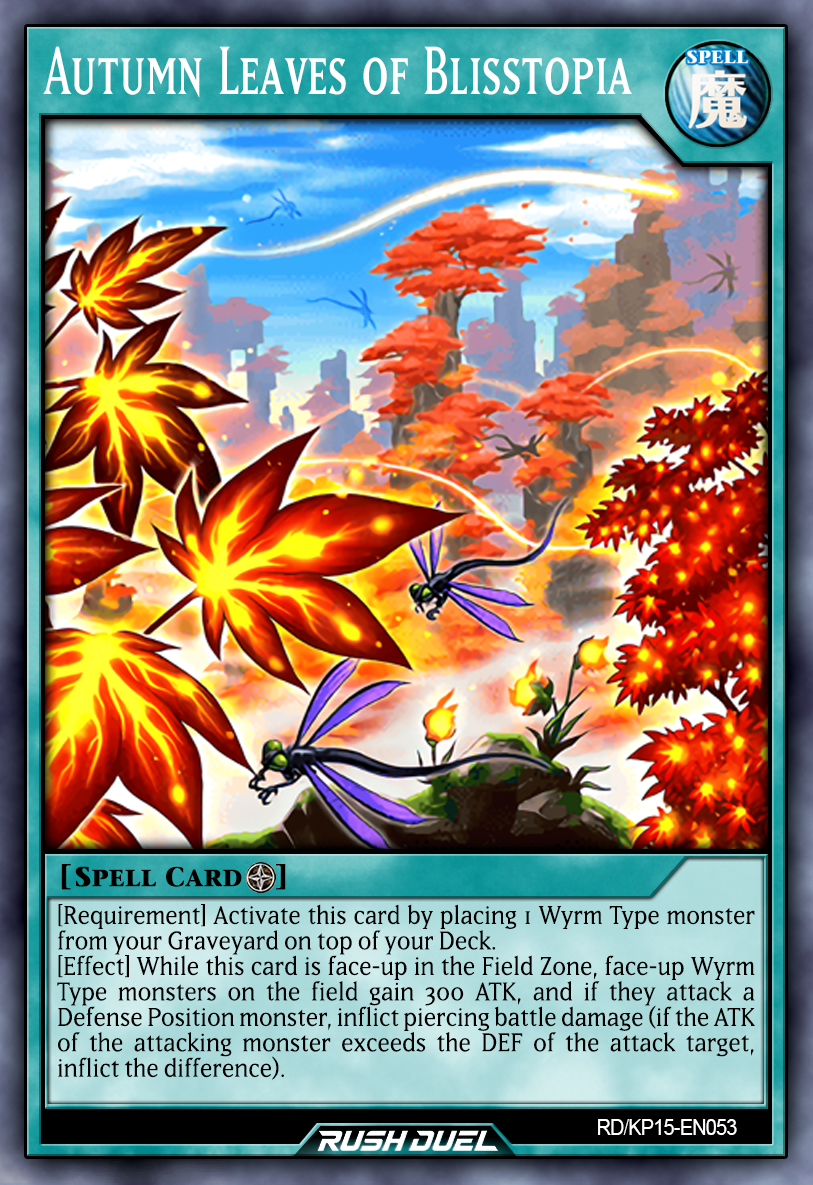 Autumn Leaves of Blisstopia
SPELL
魔
[Spell Card]
[Requirement] Activate this card by placing 1 Wyrm Type monster
from your Graveyard on top of your Deck.
[Effect] While this card is face-up in the Field Zone, face-up Wyrm
Type monsters on the field gain 300 ATK, and if they attack a
Defense Position monster, inflict piercing battle damage (if the ATK
of the attacking monster exceeds the DEF of the attack target,
inflict the difference).
RD/KP15-EN053
RUSH DUEL